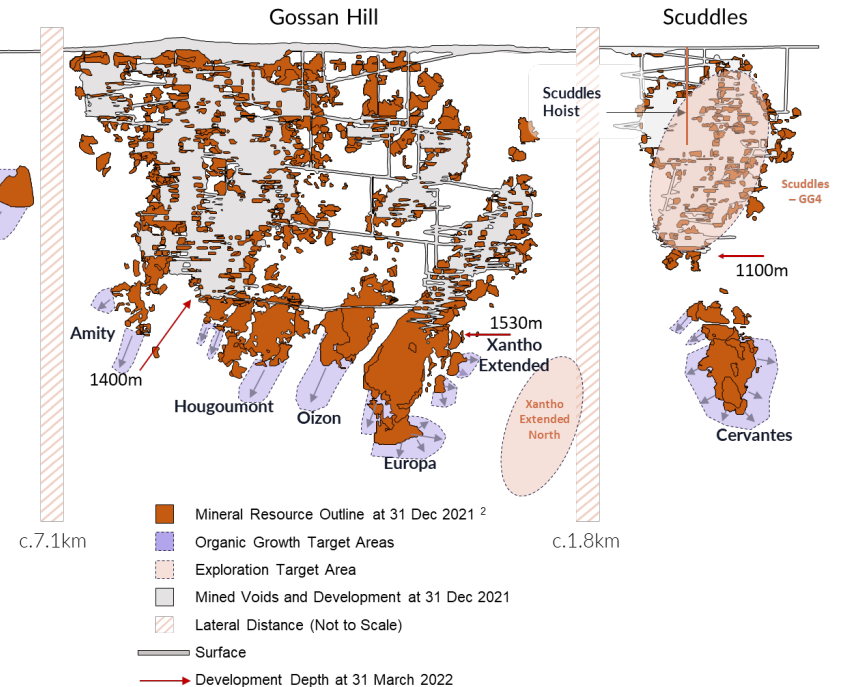 Gossan Hill
Scuddles
Scuddles
Hoist
Scuddles
– GG4
1100m
1530m
Amity
Xantho
Extended
1400m
Hougoumont
Oizon
Xantho
Extended
North
Cervantes
Europa
Mineral Resource Outline at 31 Dec 2021 2
c.7.1km
c.1.8km
Organic Growth Target Areas
Exploration Target Area
Mined Voids and Development at 31 Dec 2021
Lateral Distance (Not to Scale)
Surface
Development Depth at 31 March 2022